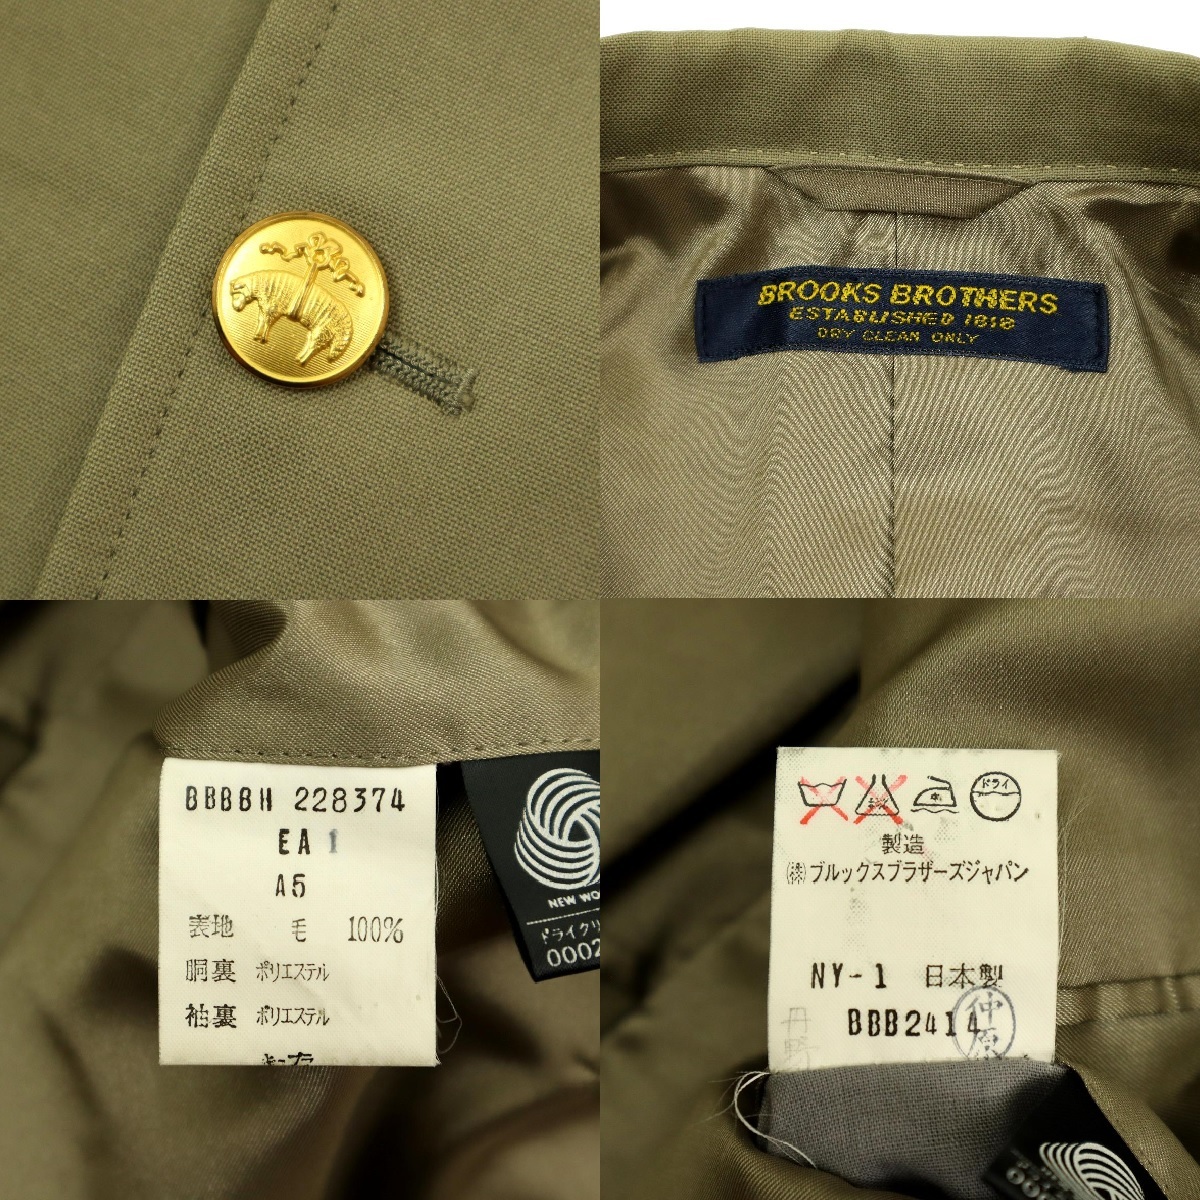 BROOKS BROTHERS
ESTABLISHED 1818
DRY CLEAN ONLY
BBBBH 228374
EA 1
A5
表地 毛 100%
胴裏 ポリエステル
袖裏 ポリエステル
NEW WO
ドライクリ
0002
ドライ
製造
(株)ブルックスブラザーズジャパン
NY-1 日本製
BBB2414
仲原
丹野